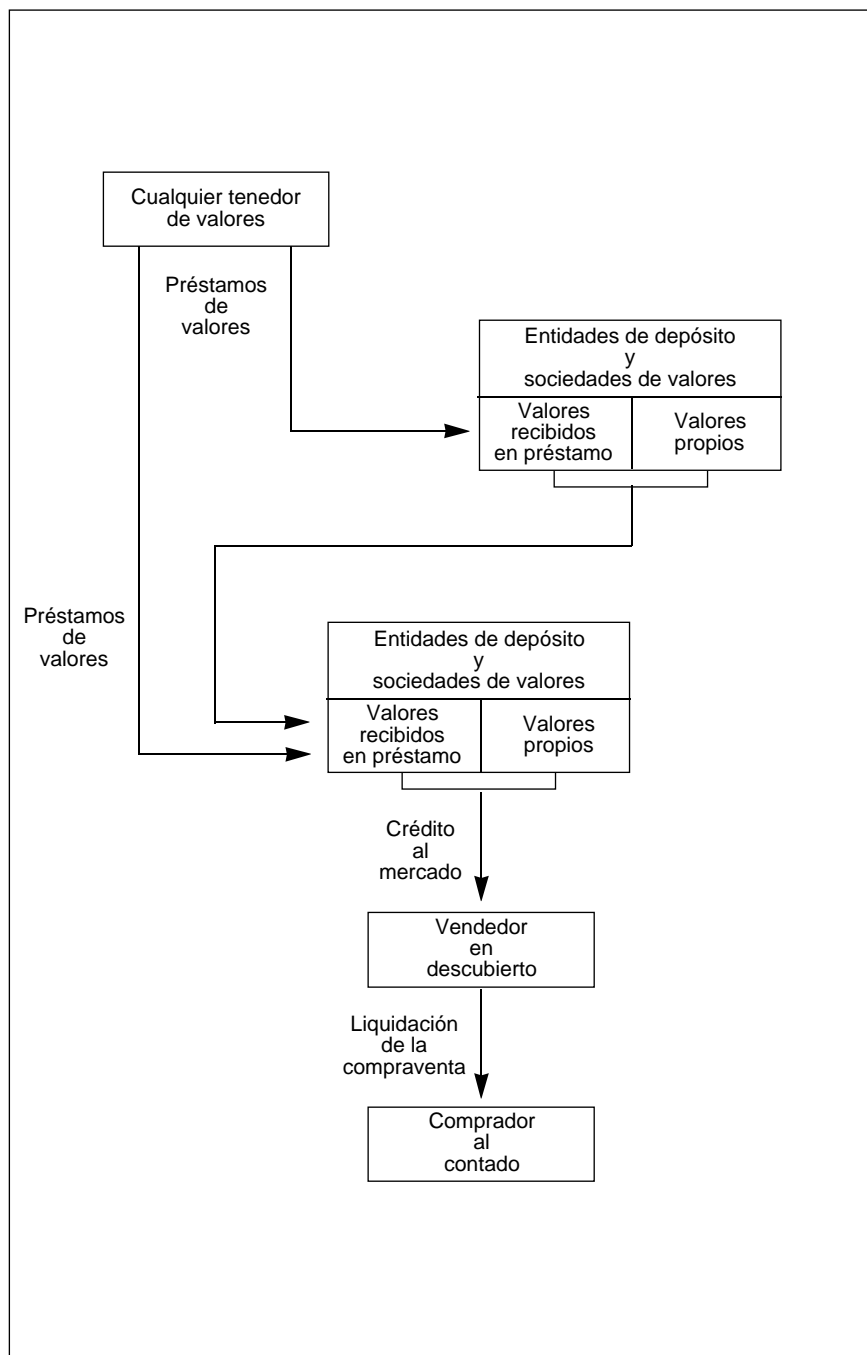 Cualquier tenedor
de valores
Préstamos
de
valores
Entidades de depósito
y
sociedades de valores
Valores
recibidos
en préstamo
Valores
propios
Préstamos
de
valores
Entidades de depósito
y
sociedades de valores
Valores
recibidos
en préstamo
Valores
propios
Crédito
al
mercado
Vendedor
en
descubierto
Liquidación
de la
compraventa
Comprador
al
contado